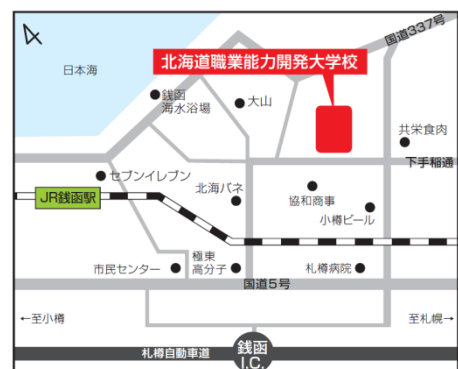 国道337号
日本海
北海道職業能力開発大学校
銭函
海水浴場
大山
共栄食肉
下手稲通
セブンイレブン
JR銭函駅
北海バネ
協和商事
小樽ビール
市民センター
極東
高分子
札樽病院
国道5号
←至小樽
至札幌→
札樽自動車道
銭函
I.C.